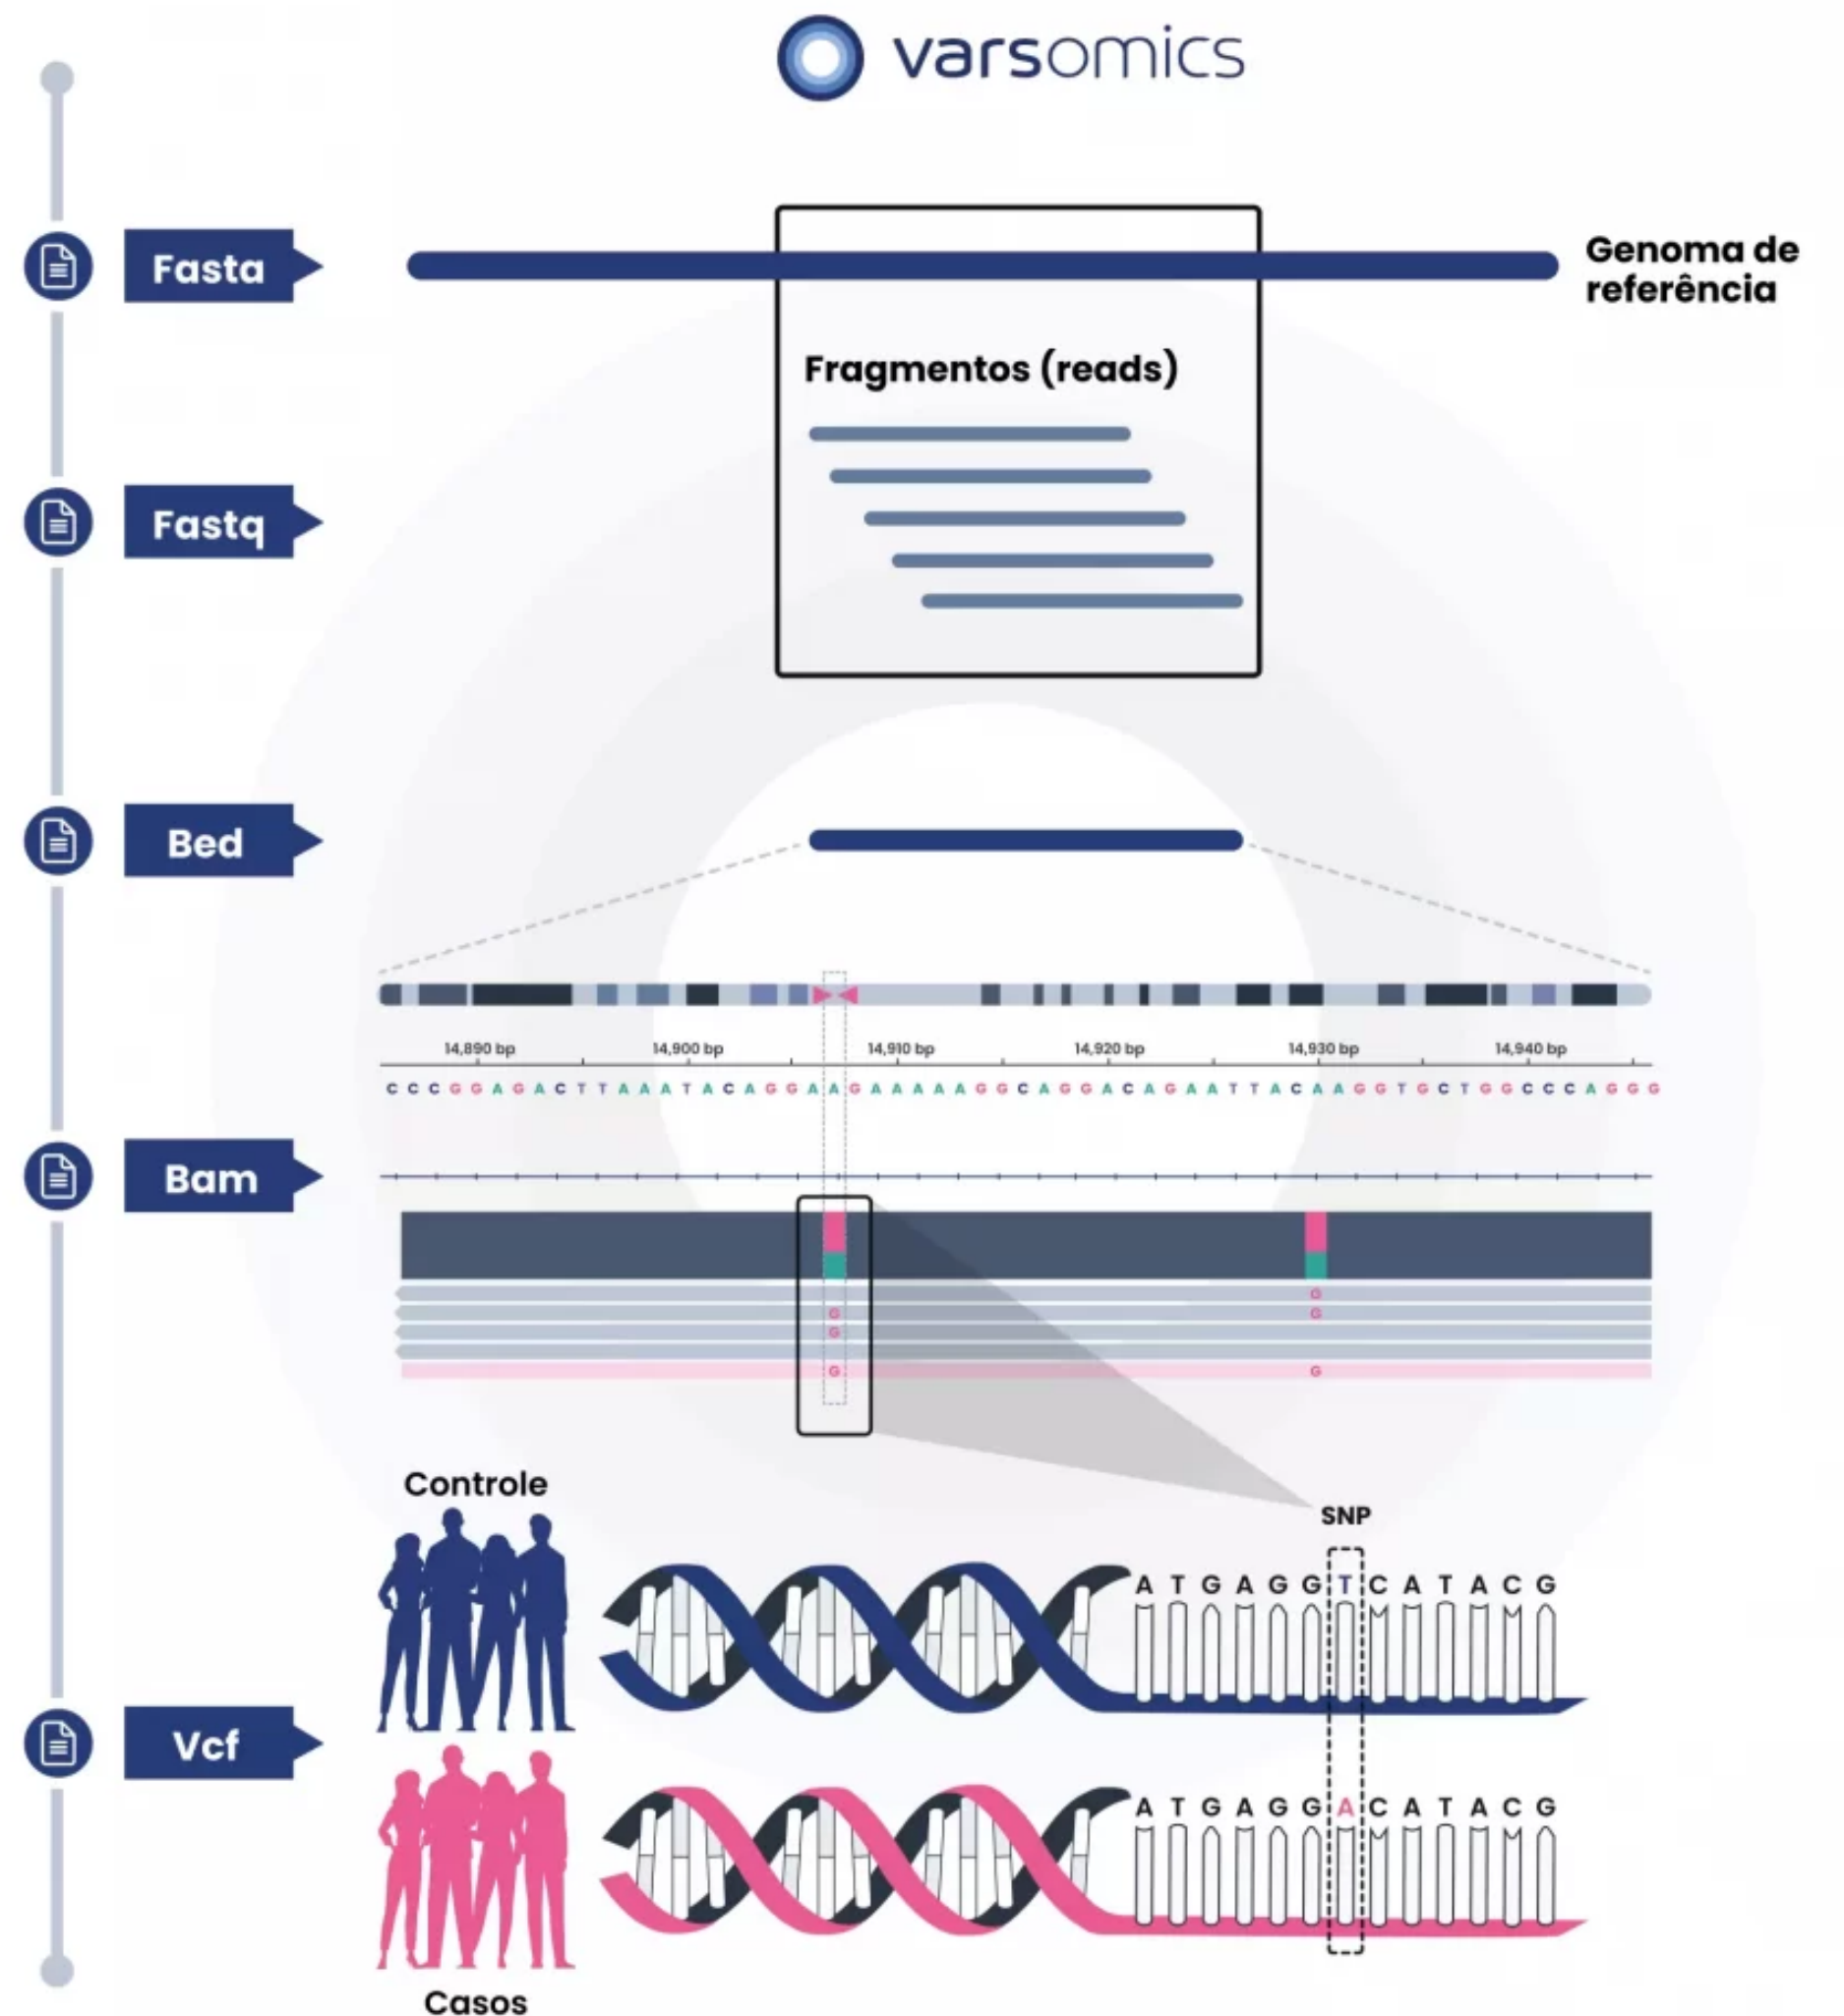 varsomics
Fasta
Genoma de
referência
Fragmentos (reads)
Fastq
Bed
14,890 bp 14,900 bp 14,910 bp 14,920 bp 14,930 bp 14,940 bp
C C C G G A G A C T T A A A T A C A G G A A G A A A A A G G C A G G A C A G A A T T A C A A G G T G C T G G C C C A G G G
Bam
G
G G
G
G G
Controle
SNP
A T G A G G T C A T A C G
Vcf
A T G A G G A C A T A C G
Casos